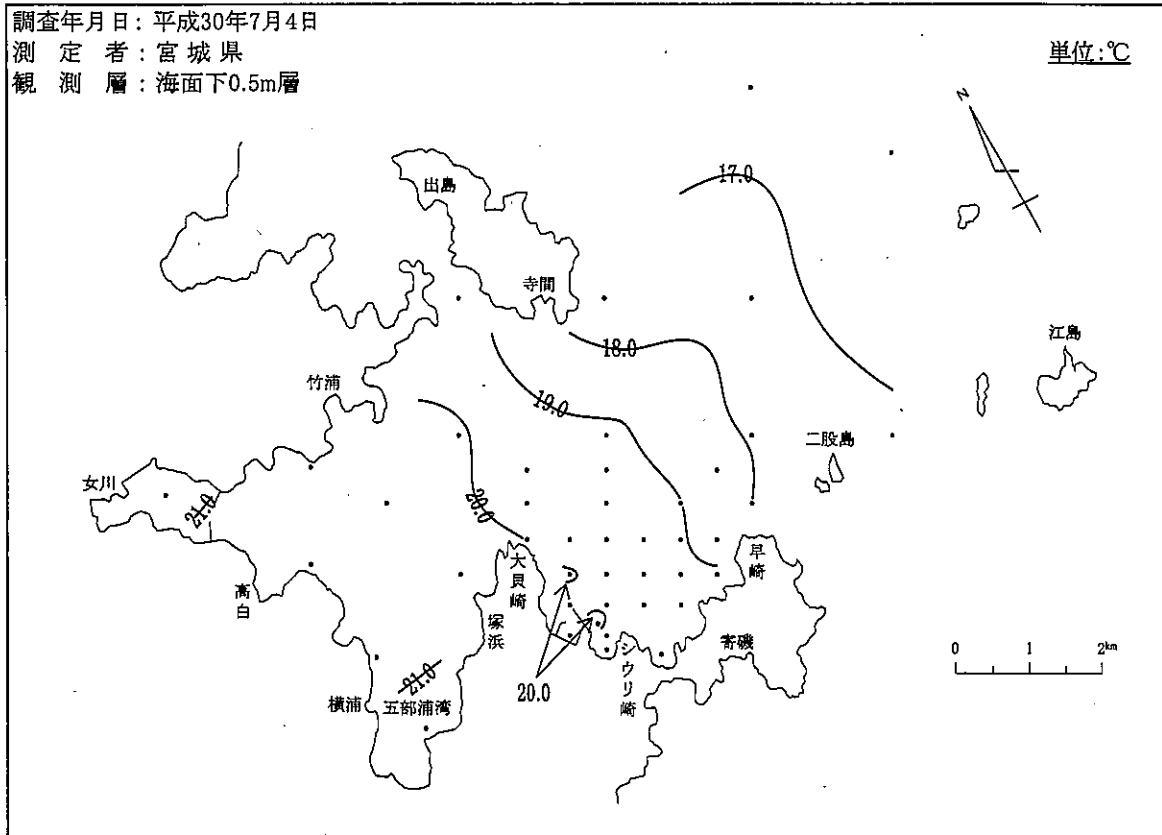 調査年月日：平成30年7月4日
測　定　者：宮城県
観　測　層：海面下0.5m層
単位：℃
N
17.0
出島
寺間
江島
18.0
竹浦
19.0
二股島
女川
21.0
20.0
早崎
大貝崎
高白
塚浜
寄磯
0 1 2km
シウリ崎
21.0
20.0
横浦
五部浦湾